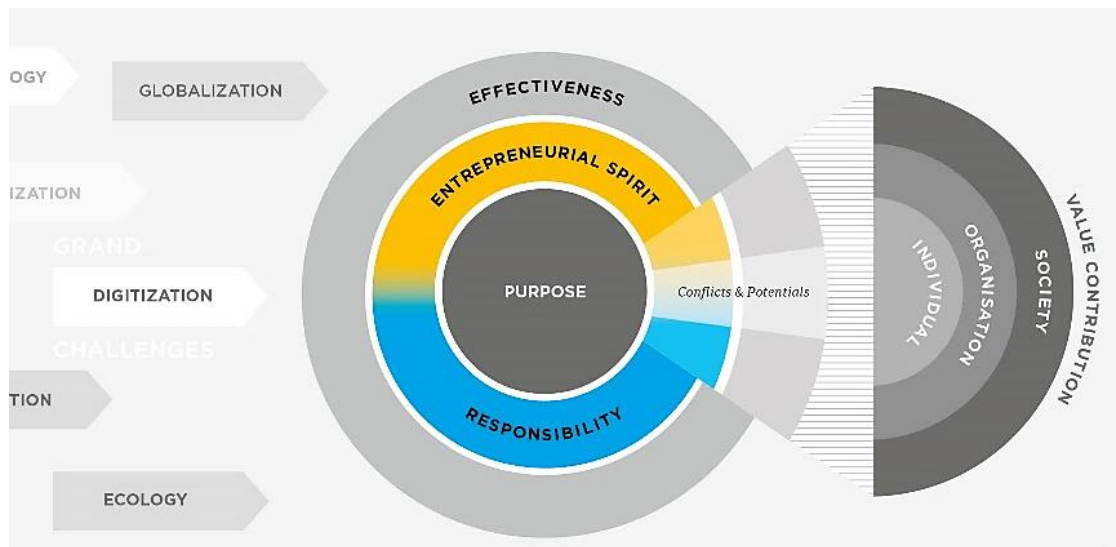 OGY
GLOBALIZATION
IZATION
GRAND
DIGITIZATION
CHALLENGES
TION
ECOLOGY
EFFECTIVENESS
ENTREPRENEURIAL SPIRIT
PURPOSE
RESPONSIBILITY
Conflicts & Potentials
INDIVIDUAL
ORGANISATION
SOCIETY
VALUE CONTRIBUTION